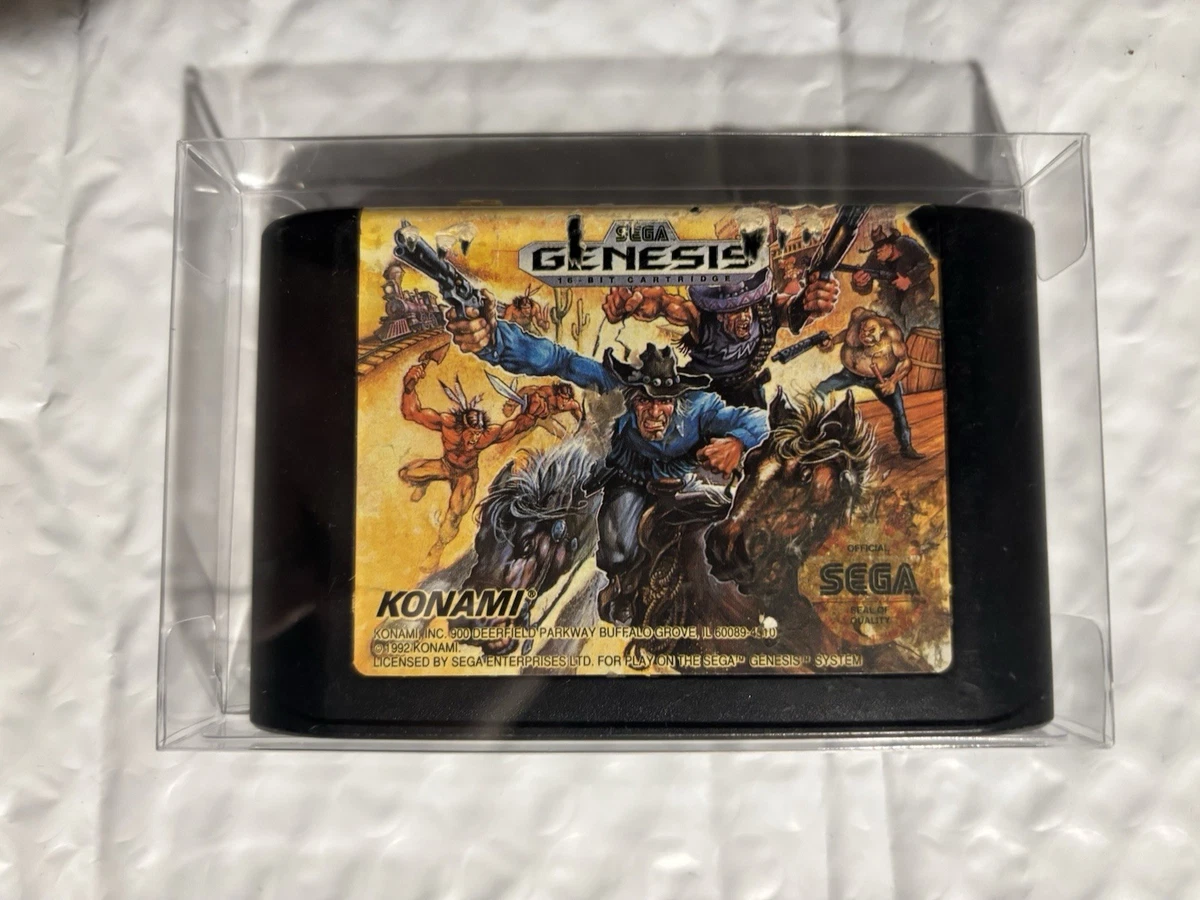 SEGA
GENESIS
16-BIT CARTRIDGE
OFFICIAL
SEGA
SEAL OF
QUALITY
KONAMI®
KONAMI, INC. 900 DEERFIELD PARKWAY BUFFALO GROVE, IL 60089-4510
©1992 KONAMI.
LICENSED BY SEGA ENTERPRISES LTD. FOR PLAY ON THE SEGA™ GENESIS™ SYSTEM